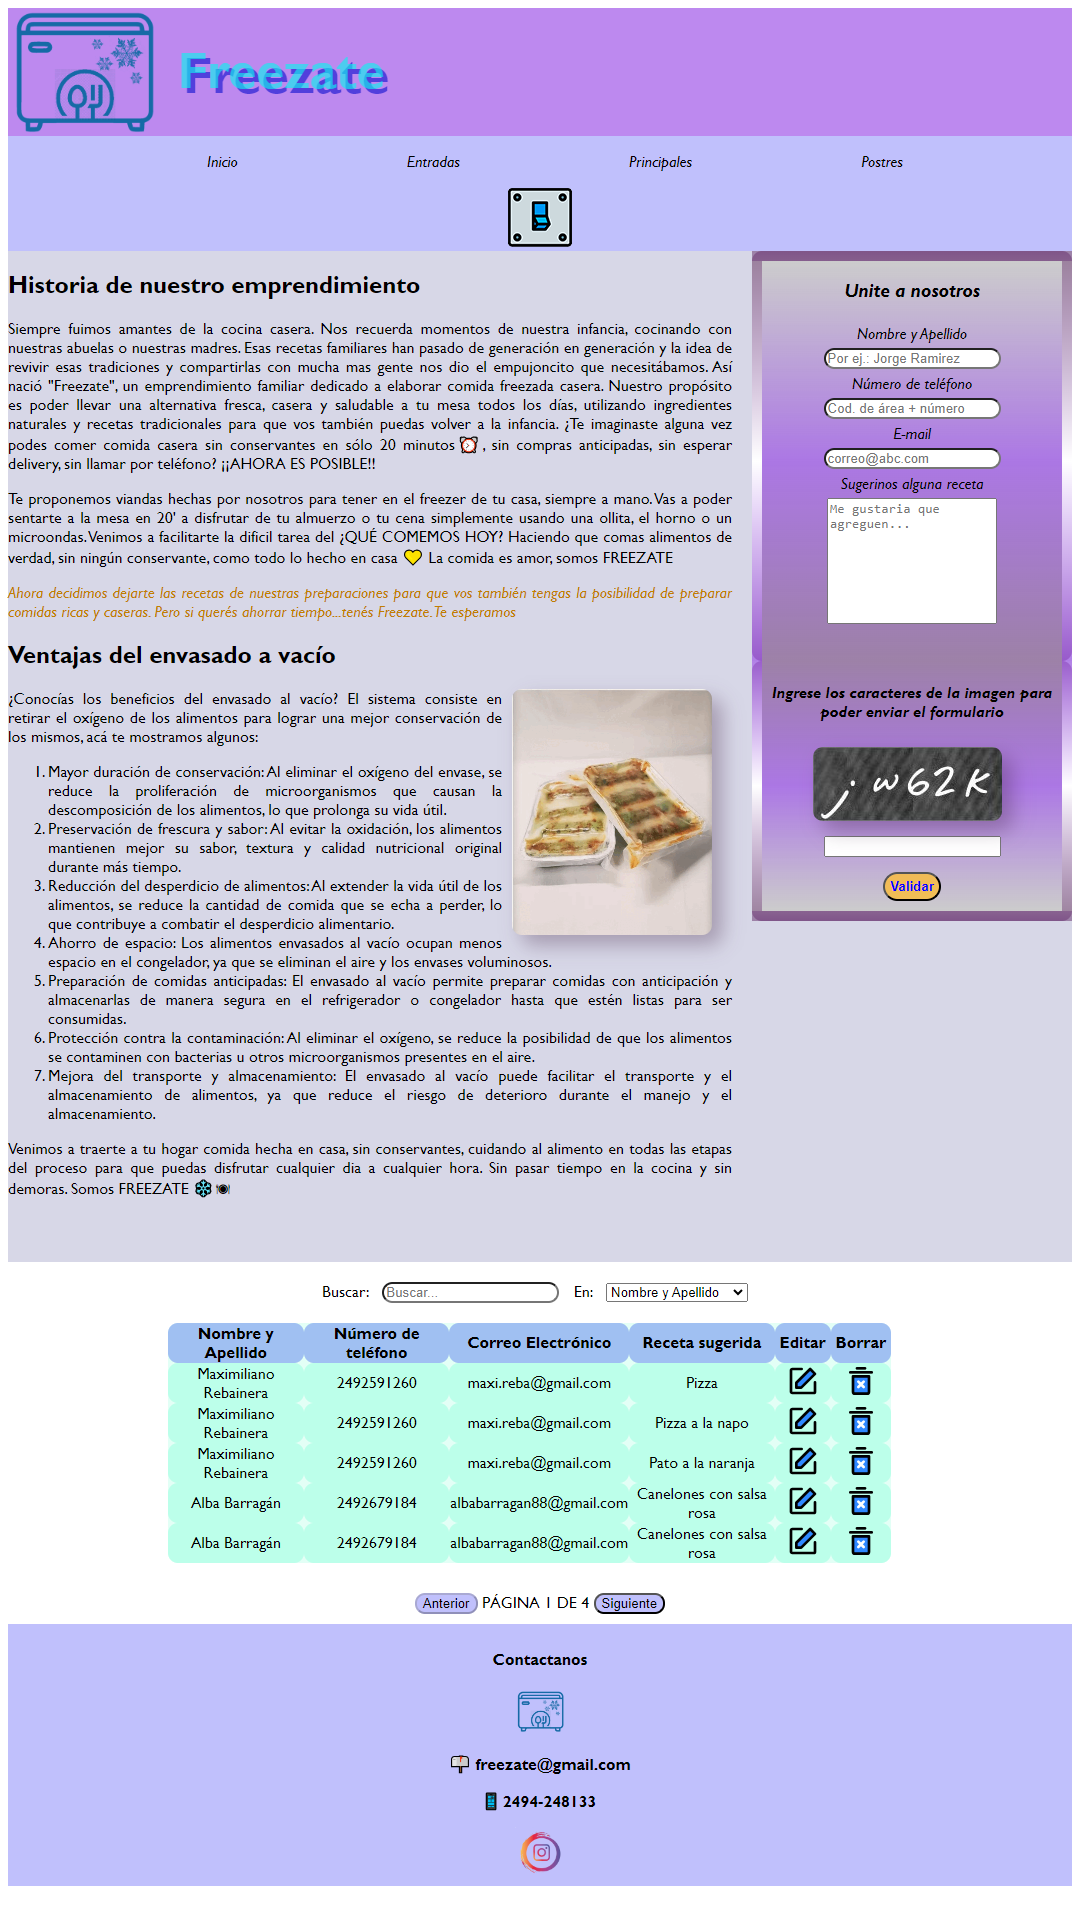 Freezate
Inicio
Entradas
Principales
Postres
Historia de nuestro emprendimiento
Siempre fuimos amantes de la cocina casera. Nos recuerda momentos de nuestra infancia, cocinando con
nuestras abuelas o nuestras madres. Esas recetas familiares han pasado de generación en generación y la idea de
revivir esas tradiciones y compartirlas con mucha mas gente nos dio el empujoncito que necesitábamos. Así
nació "Freezate", un emprendimiento familiar dedicado a elaborar comida freezada casera. Nuestro propósito
es poder llevar una alternativa fresca, casera y saludable a tu mesa todos los días, utilizando ingredientes
naturales y recetas tradicionales para que vos también puedas volver a la infancia. ¿Te imaginaste alguna vez
podes comer comida casera sin conservantes en sólo 20 minutos , sin compras anticipadas, sin esperar
delivery, sin llamar por teléfono? ¡¡AHORA ES POSIBLE!!
Te proponemos viandas hechas por nosotros para tener en el freezer de tu casa, siempre a mano. Vas a poder
sentarte a la mesa en 20' a disfrutar de tu almuerzo o tu cena simplemente usando una ollita, el horno o un
microondas. Venimos a facilitarte la dificil tarea del ¿QUÉ COMEMOS HOY? Haciendo que comas alimentos de
verdad, sin ningún conservante, como todo lo hecho en casa La comida es amor, somos FREEZATE
Ahora decidimos dejarte las recetas de nuestras preparaciones para que vos también tengas la posibilidad de preparar
comidas ricas y caseras. Pero si querés ahorrar tiempo...tenés Freezate. Te esperamos
Ventajas del envasado a vacío
¿Conocías los beneficios del envasado al vacío? El sistema consiste en
retirar el oxígeno de los alimentos para lograr una mejor conservación de
los mismos, acá te mostramos algunos:
1. Mayor duración de conservación: Al eliminar el oxígeno del envase, se
reduce la proliferación de microorganismos que causan la
descomposición de los alimentos, lo que prolonga su vida útil.
2. Preservación de frescura y sabor: Al evitar la oxidación, los alimentos
mantienen mejor su sabor, textura y calidad nutricional original
durante más tiempo.
3. Reducción del desperdicio de alimentos: Al extender la vida útil de los
alimentos, se reduce la cantidad de comida que se echa a perder, lo
que contribuye a combatir el desperdicio alimentario.
4. Ahorro de espacio: Los alimentos envasados al vacío ocupan menos
espacio en el congelador, ya que se eliminan el aire y los envases voluminosos.
5. Preparación de comidas anticipadas: El envasado al vacío permite preparar comidas con anticipación y
almacenarlas de manera segura en el refrigerador o congelador hasta que estén listas para ser
consumidas.
6. Protección contra la contaminación: Al eliminar el oxígeno, se reduce la posibilidad de que los alimentos
se contaminen con bacterias u otros microorganismos presentes en el aire.
7. Mejora del transporte y almacenamiento: El envasado al vacío puede facilitar el transporte y el
almacenamiento de alimentos, ya que reduce el riesgo de deterioro durante el manejo y el
almacenamiento.
Venimos a traerte a tu hogar comida hecha en casa, sin conservantes, cuidando al alimento en todas las etapas
del proceso para que puedas disfrutar cualquier dia a cualquier hora. Sin pasar tiempo en la cocina y sin
demoras. Somos FREEZATE
Unite a nosotros
Nombre y Apellido
Por ej.: Jorge Ramirez
Número de teléfono
Cod. de área + número
E-mail
correo@abc.com
Sugerinos alguna receta
Me gustaria que
agreguen...
Ingrese los caracteres de la imagen para
poder enviar el formulario
jw62K
Validar
Buscar: Buscar... En: Nombre y Apellido
Nombre y Apellido Número de teléfono Correo Electrónico Receta sugerida Editar Borrar
Maximiliano Rebainera 2492591260 maxi.reba@gmail.com Pizza
Maximiliano Rebainera 2492591260 maxi.reba@gmail.com Pizza a la napo
Maximiliano Rebainera 2492591260 maxi.reba@gmail.com Pato a la naranja
Alba Barragán 2492679184 albabarragan88@gmail.com Canelones con salsa rosa
Alba Barragán 2492679184 albabarragan88@gmail.com Canelones con salsa rosa
Anterior PÁGINA 1 DE 4 Siguiente
Contactanos
freezate@gmail.com
2494-248133